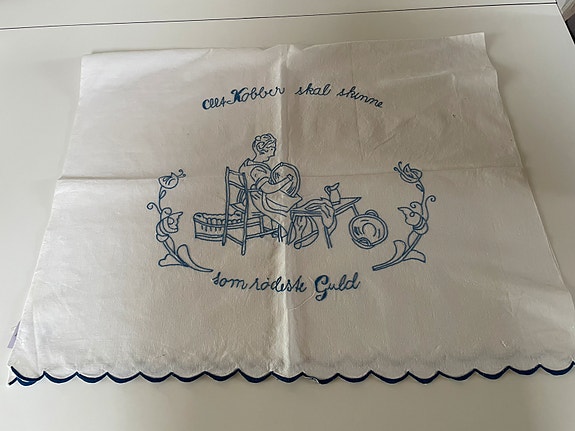 Alt Kobber skal skinne
som rødeste Guld